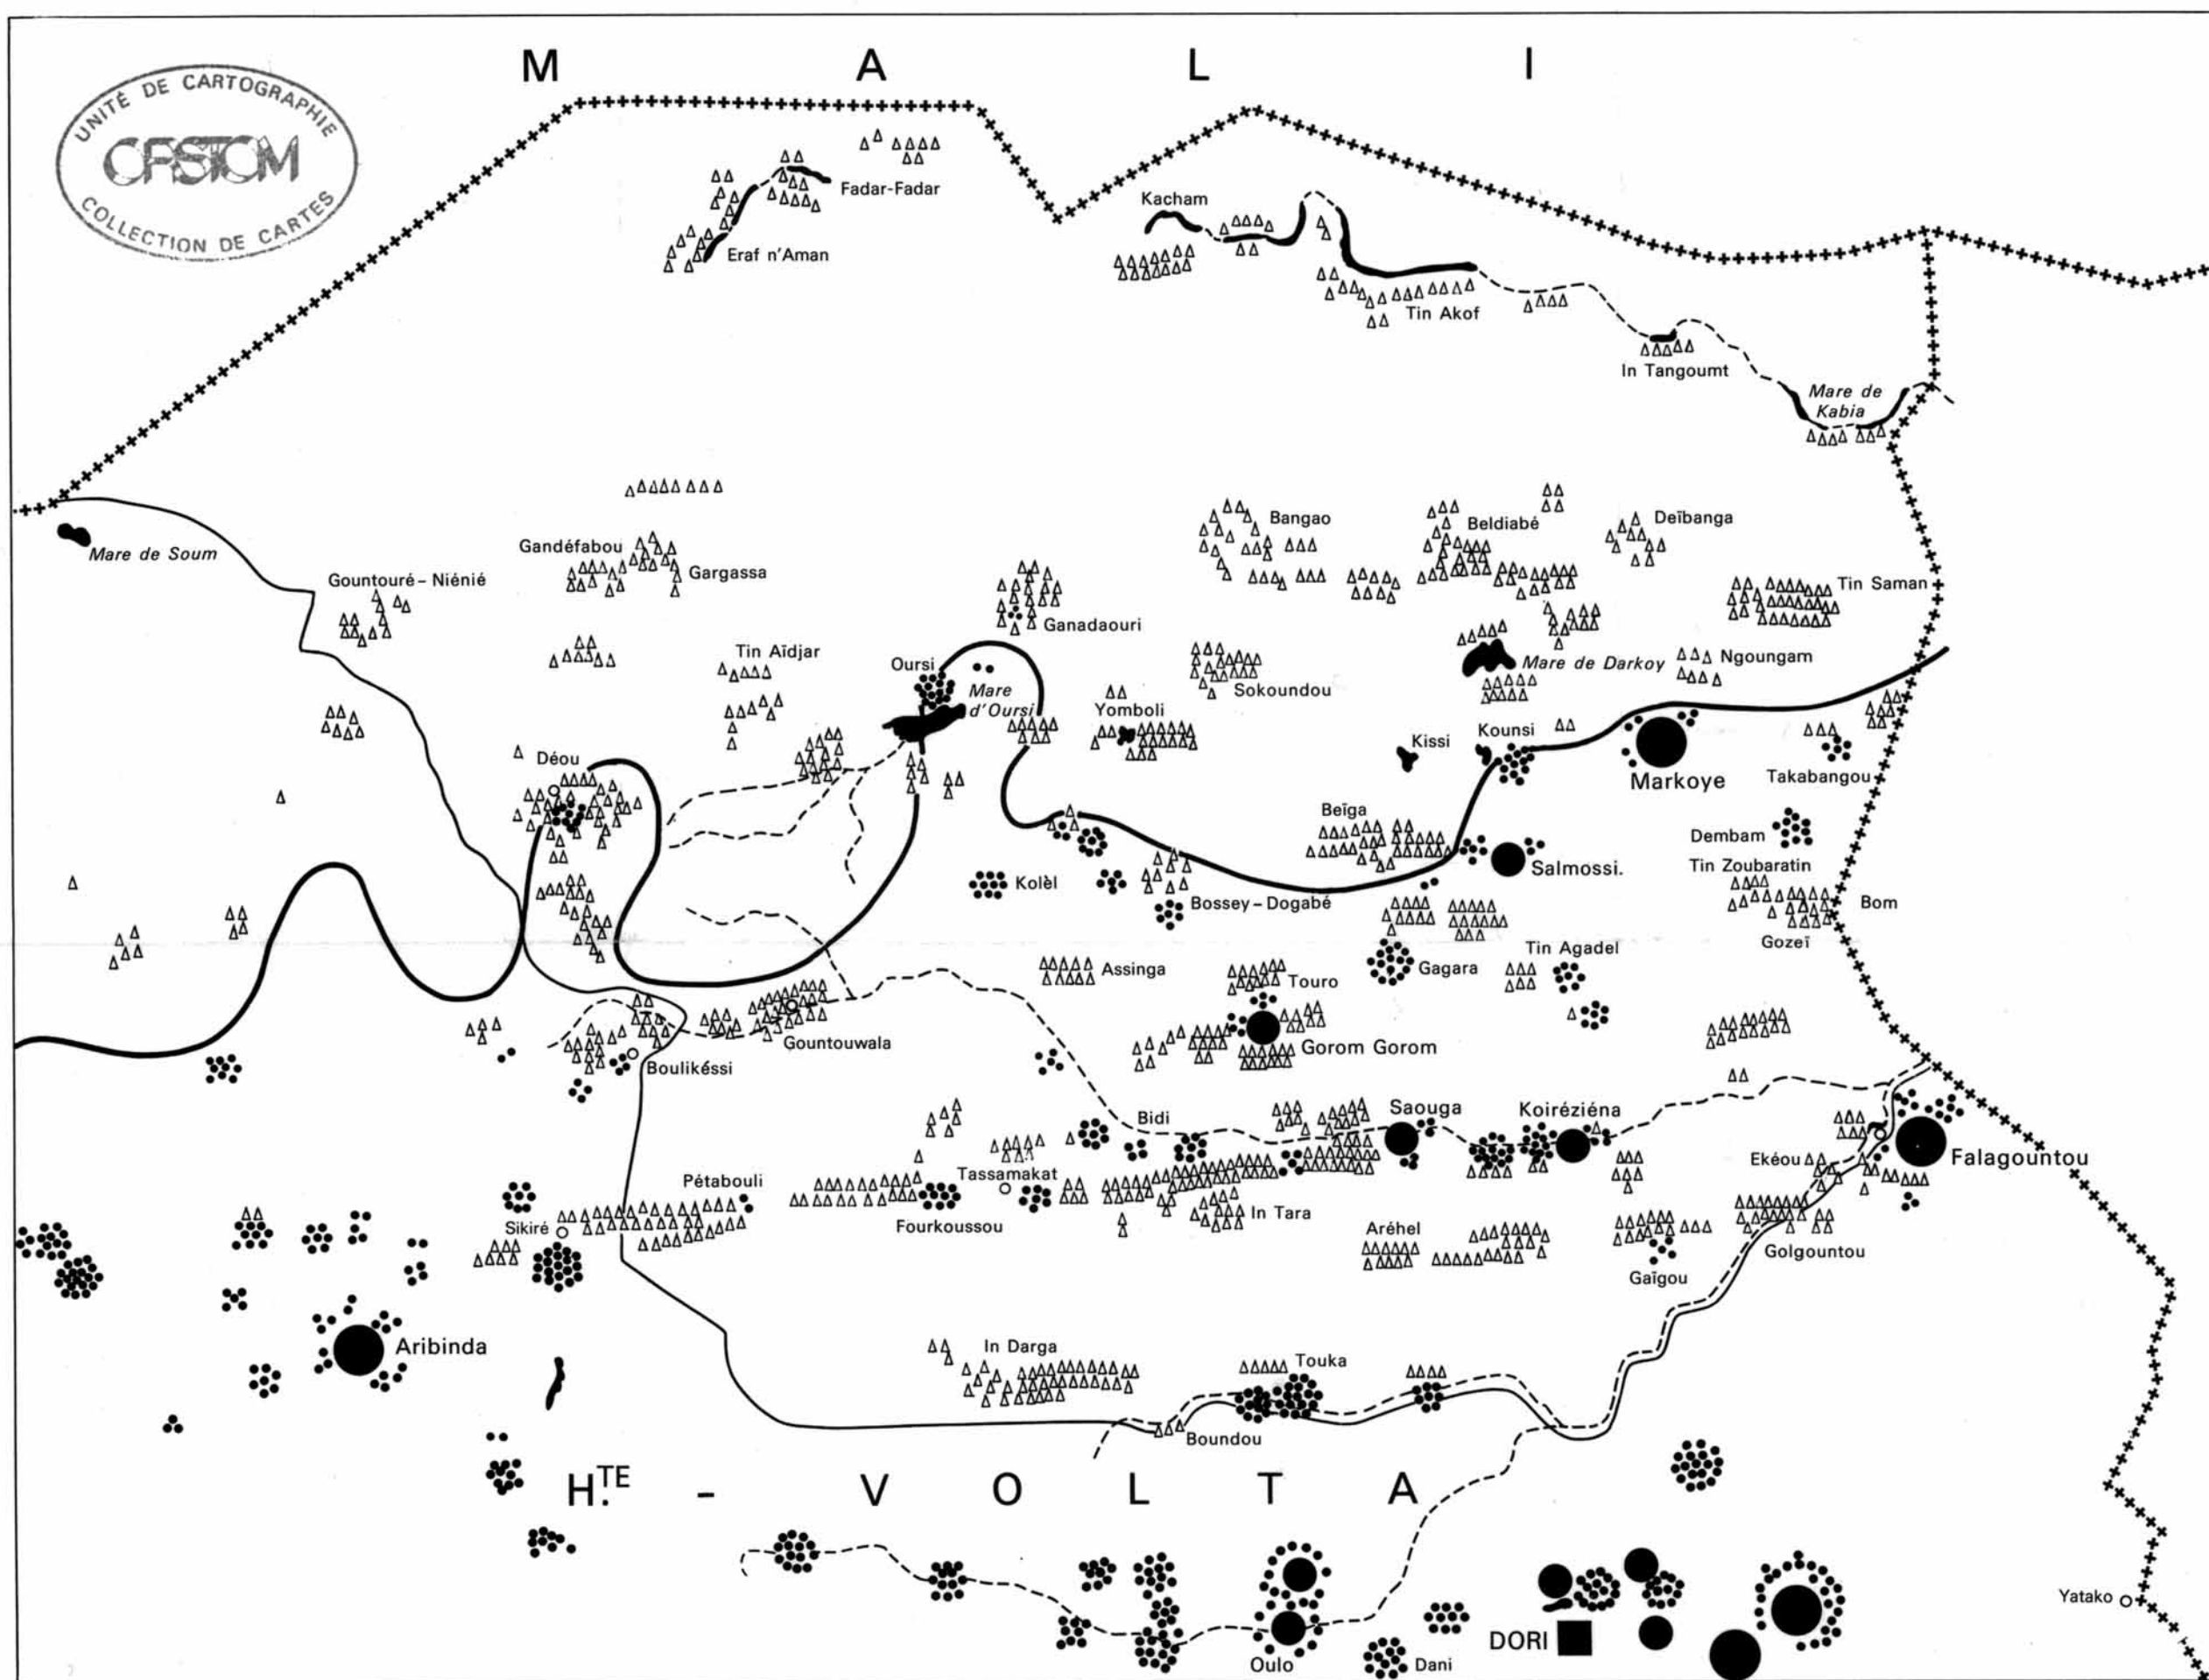 M A L I
UNITÉ DE CARTOGRAPHIE
ORSTOM
COLLECTION DE CARTES
Fadar-Fadar
Eraf n'Aman
Kacham
Tin Akof
In Tangoumt
Mare de
Kabia
Mare de Soum
Gountouré-Niénié
Gandéfabou
Gargassa
Bangao
Beldiabé
Deïbanga
Tin Saman
Ganadaouri
Tin Aïdjar
Oursi
Mare
d'Oursi
Sokoundou
Mare de Darkoy
Ngoungam
Yomboli
Déou
Kissi
Kounsi
Markoye
Takabangou
Beïga
Dembam
Salmossi.
Tin Zoubaratin
Kolèl
Bossey-Dogabé
Bom
Gozeï
Assinga
Touro
Gagara
Tin Agadel
Gountouwala
Gorom Gorom
Boulikéssi
Bidi
Saouga
Koiréziéna
Ekéou
Falagountou
Pétabouli
Tassamakat
Sikiré
Fourkoussou
In Tara
Aréhel
Gaïgou
Golgountou
Aribinda
In Darga
Touka
Boundou
H.TE - V O L T A
Yatako
DORI
Oulo
Dani